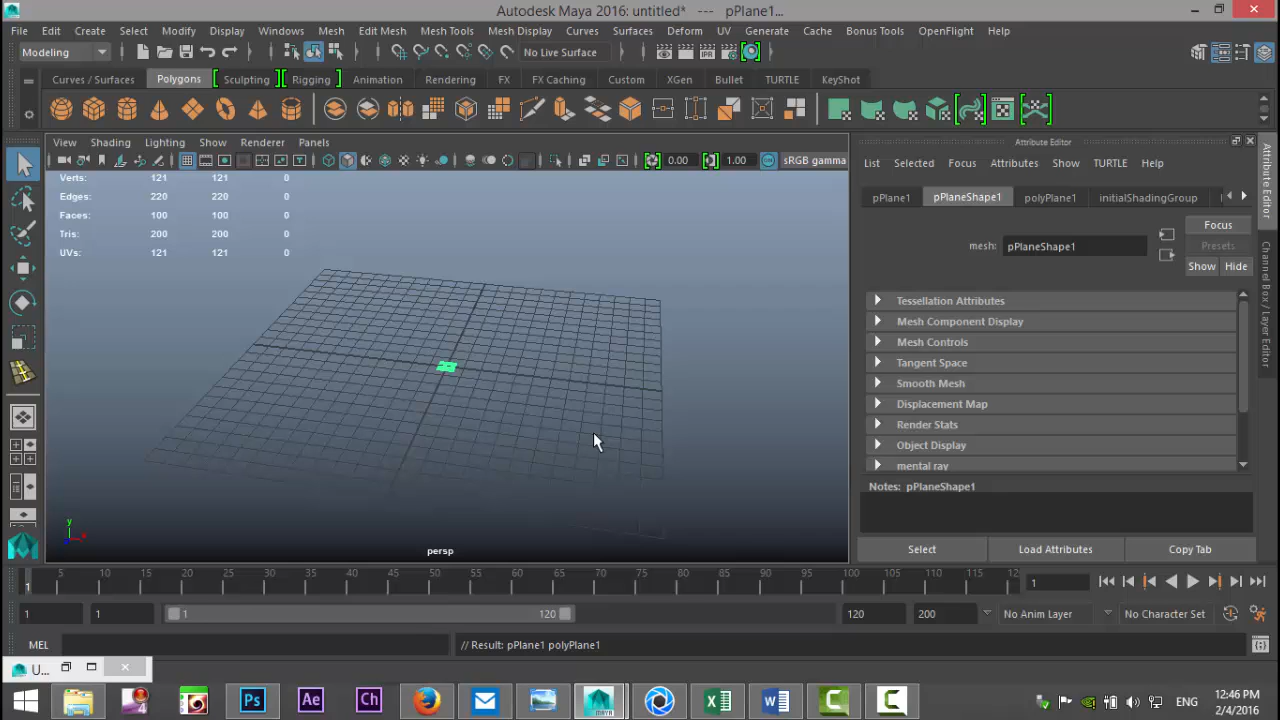 Autodesk Maya 2016: untitled* --- pPlane1...
File Edit Create Select Modify Display Windows Mesh Edit Mesh Mesh Tools Mesh Display Curves Surfaces Deform UV Generate Cache Bonus Tools OpenFlight Help
Modeling No Live Surface
Curves / Surfaces Polygons Sculpting Rigging Animation Rendering FX FX Caching Custom XGen Bullet TURTLE KeyShot
View Shading Lighting Show Renderer Panels
0.00 1.00 sRGB gamma
Verts: 121 121 0
Edges: 220 220 0
Faces: 100 100 0
Tris: 200 200 0
UVs: 121 121 0
y
persp
Attribute Editor
List Selected Focus Attributes Show TURTLE Help
pPlane1 pPlaneShape1 polyPlane1 initialShadingGroup
Focus
mesh: pPlaneShape1 Presets
Show Hide
Tessellation Attributes
Mesh Component Display
Mesh Controls
Tangent Space
Smooth Mesh
Displacement Map
Render Stats
Object Display
mental ray
Notes: pPlaneShape1
Select Load Attributes Copy Tab
Attribute Editor
Channel Box / Layer Editor
5 10 15 20 25 30 35 40 45 50 55 60 65 70 75 80 85 90 95 100 105 110 115 12
1 1
1 1 1 120 120 200 No Anim Layer No Character Set
MEL // Result: pPlane1 polyPlane1
U...
Ps Ae Ch MAYA ENG
12:46 PM
2/4/2016